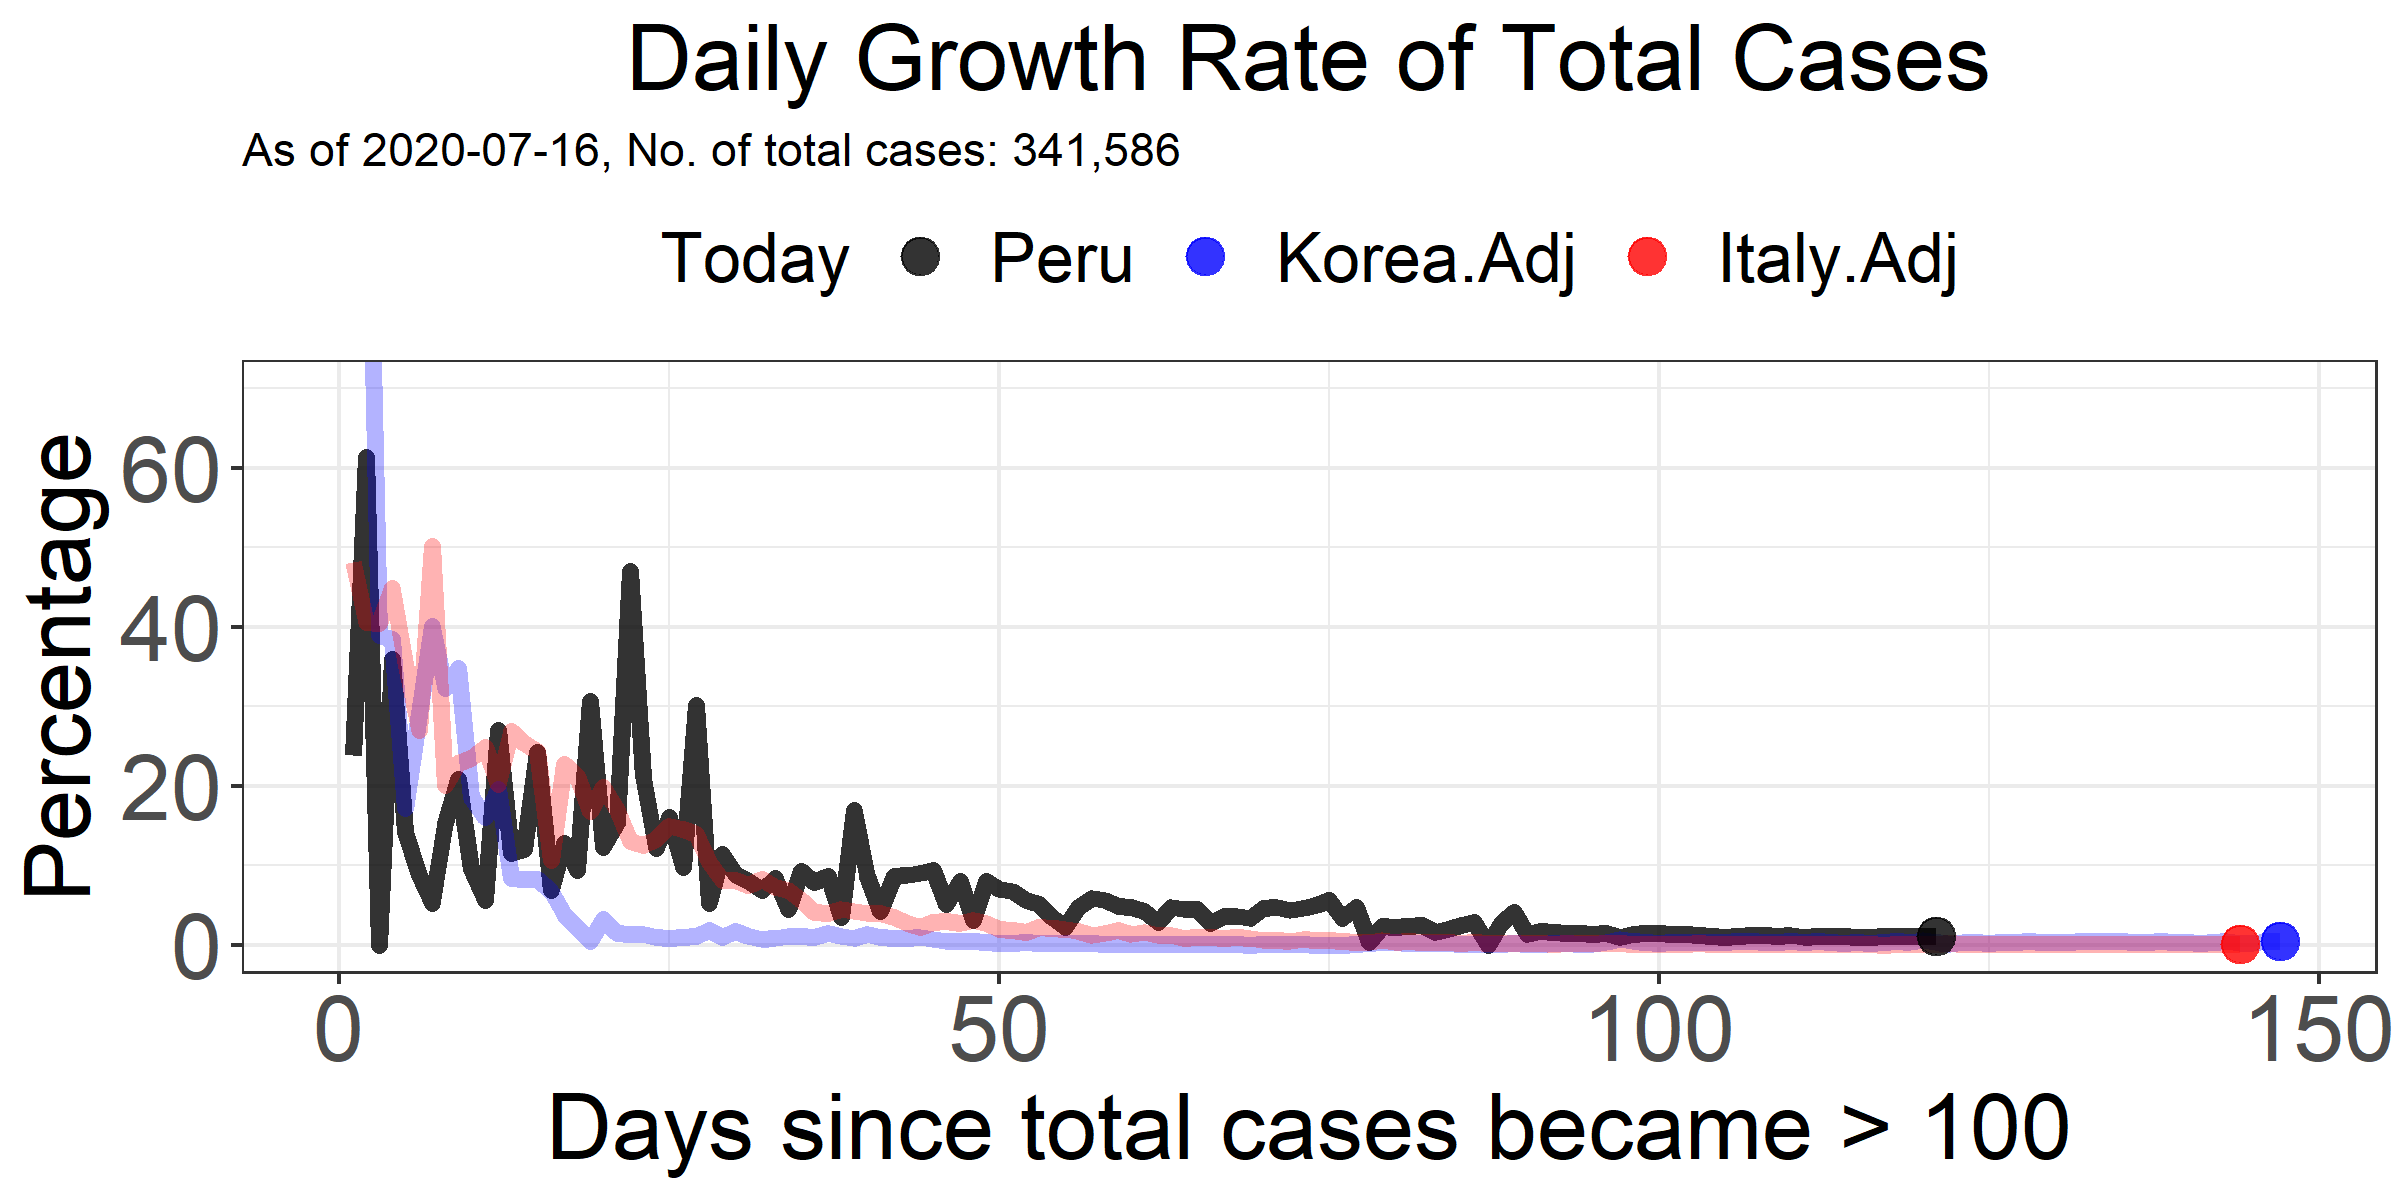 Daily Growth Rate of Total Cases
As of 2020-07-16, No. of total cases: 341,586
Today Peru Korea.Adj Italy.Adj
Percentage
60
40
20
0
0 50 100 150
Days since total cases became > 100